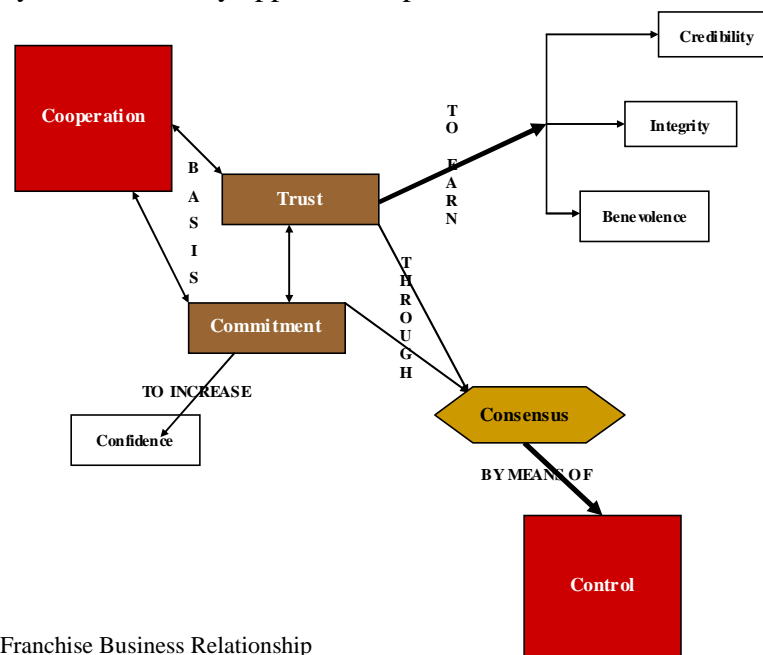 Credibility
Cooperation
TO EARN
Integrity
BASIS
Trust
Benevolence
THROUGH
Commitment
TO INCREASE
Confidence
Consensus
BY MEANS OF
Control
Franchise Business Relationship